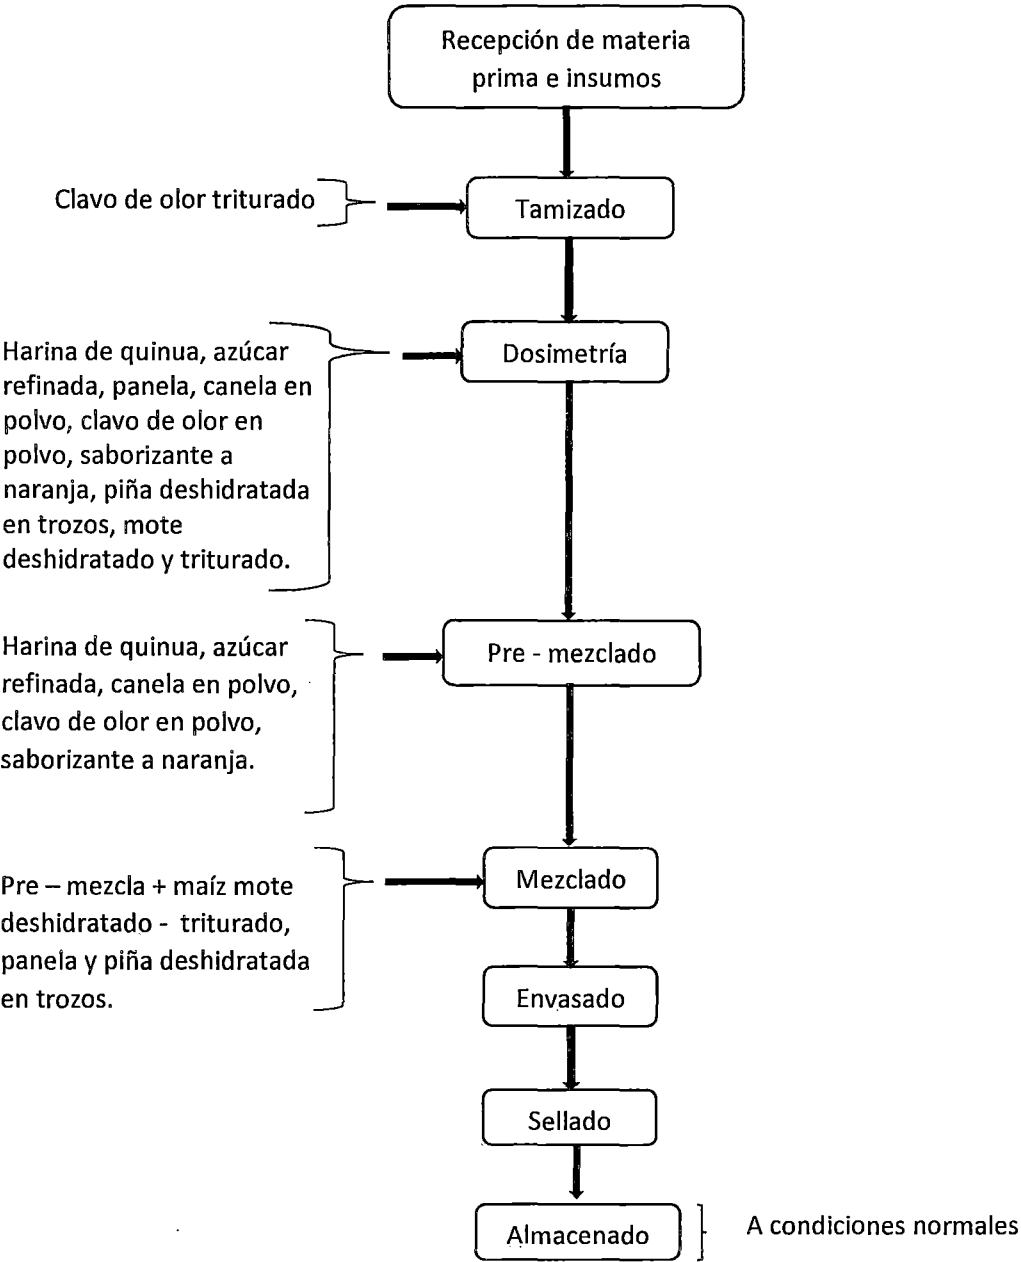 Recepción de materia
prima e insumos
Clavo de olor triturado
Tamizado
Dosimetría
Harina de quinua, azúcar
refinada, panela, canela en
polvo, clavo de olor en
polvo, saborizante a
naranja, piña deshidratada
en trozos, mote
deshidratado y triturado.
Pre - mezclado
Harina de quinua, azúcar
refinada, canela en polvo,
clavo de olor en polvo,
saborizante a naranja.
Mezclado
Pre – mezcla + maíz mote
deshidratado - triturado,
panela y piña deshidratada
en trozos.
Envasado
Sellado
Almacenado
A condiciones normales